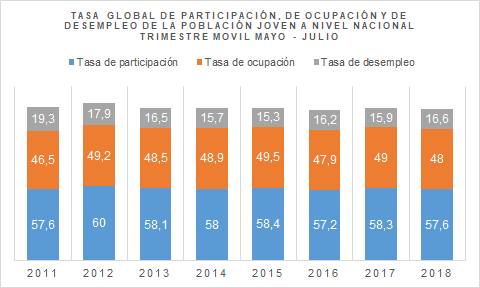 TASA GLOBAL DE PARTICIPACIÓN, DE OCUPACIÓN Y DE
DESEMPLEO DE LA POBLACIÓN JOVEN A NIVEL NACIONAL
TRIMESTRE MOVIL MAYO - JULIO
Tasa de participación Tasa de ocupación Tasa de desempleo
19,3 17,9 16,5 15,7 15,3 16,2 15,9 16,6
46,5 49,2 48,5 48,9 49,5 47,9 49 48
57,6 60 58,1 58 58,4 57,2 58,3 57,6
2011 2012 2013 2014 2015 2016 2017 2018